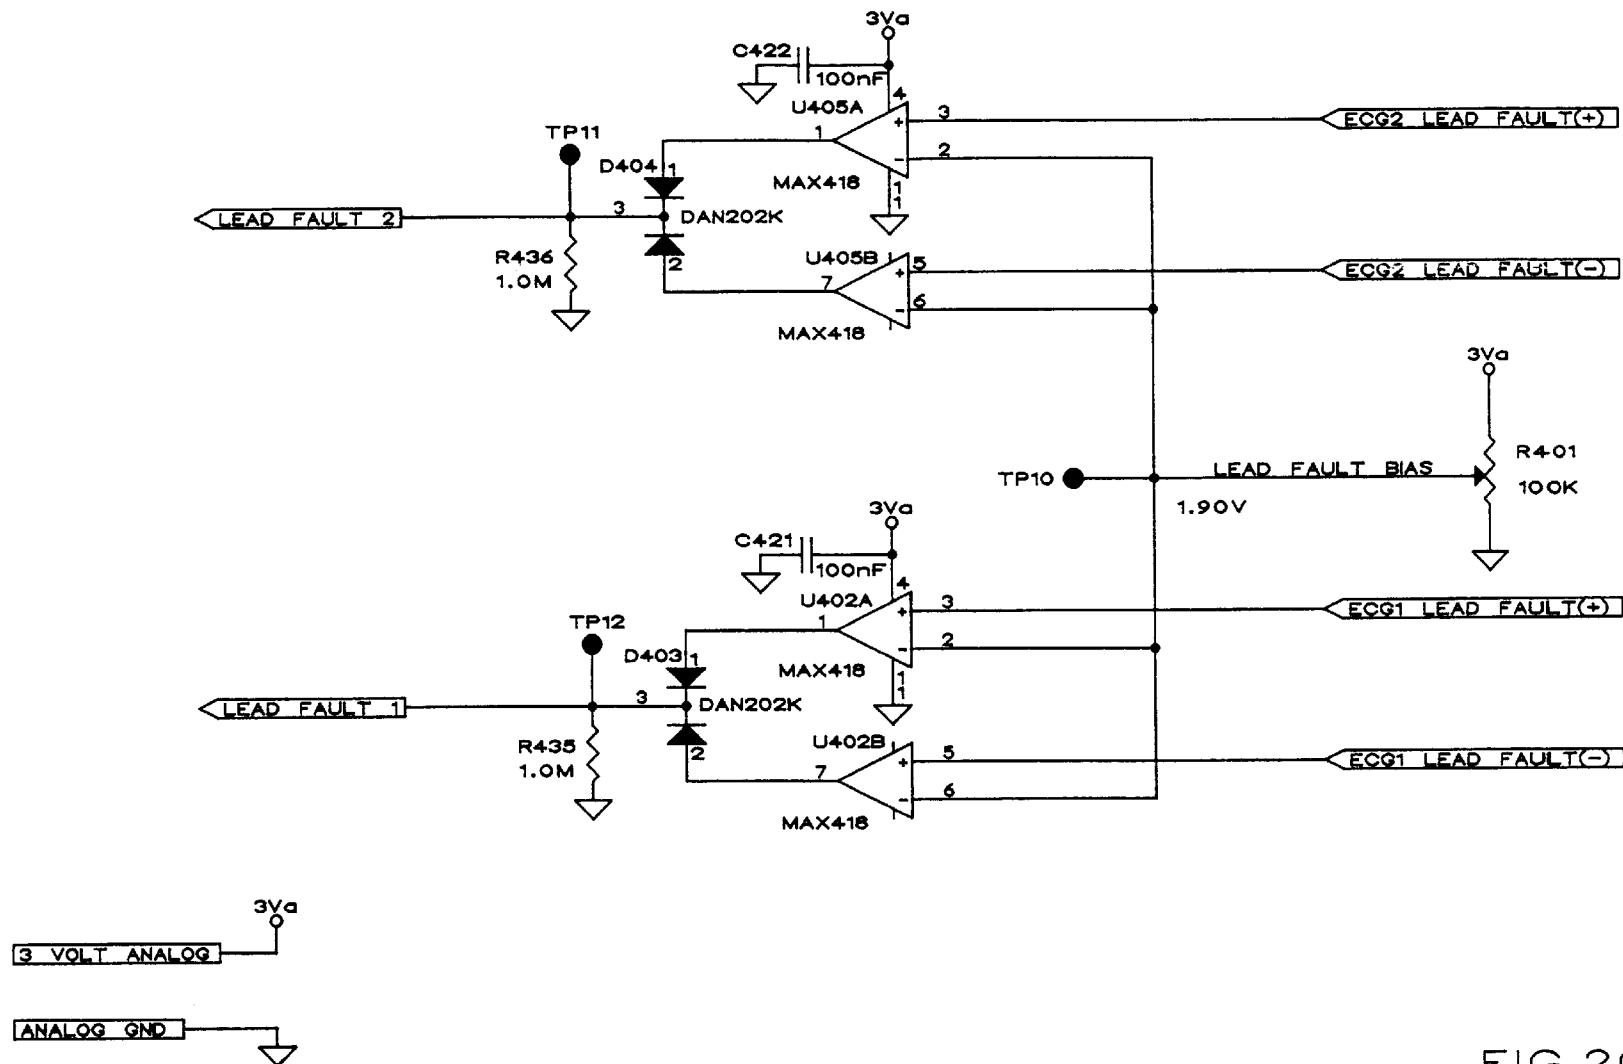 3Va
C422
100nF
4
U405A
3
ECG2 LEAD FAULT(+)
+
TP11
1
2
-
D404
1
MAX418
11
3
DAN202K
LEAD FAULT 2
R436
1.0M
2
U405B
5
ECG2 LEAD FAULT(-)
+
7
6
-
MAX418
3Va
R401
100K
TP10
LEAD FAULT BIAS
1.90V
3Va
C421
100nF
4
U402A
3
ECG1 LEAD FAULT(+)
+
TP12
1
2
-
D403
1
MAX418
11
3
DAN202K
LEAD FAULT 1
R435
1.0M
2
U402B
5
ECG1 LEAD FAULT(-)
+
7
6
-
MAX418
3Va
3 VOLT ANALOG
ANALOG GND